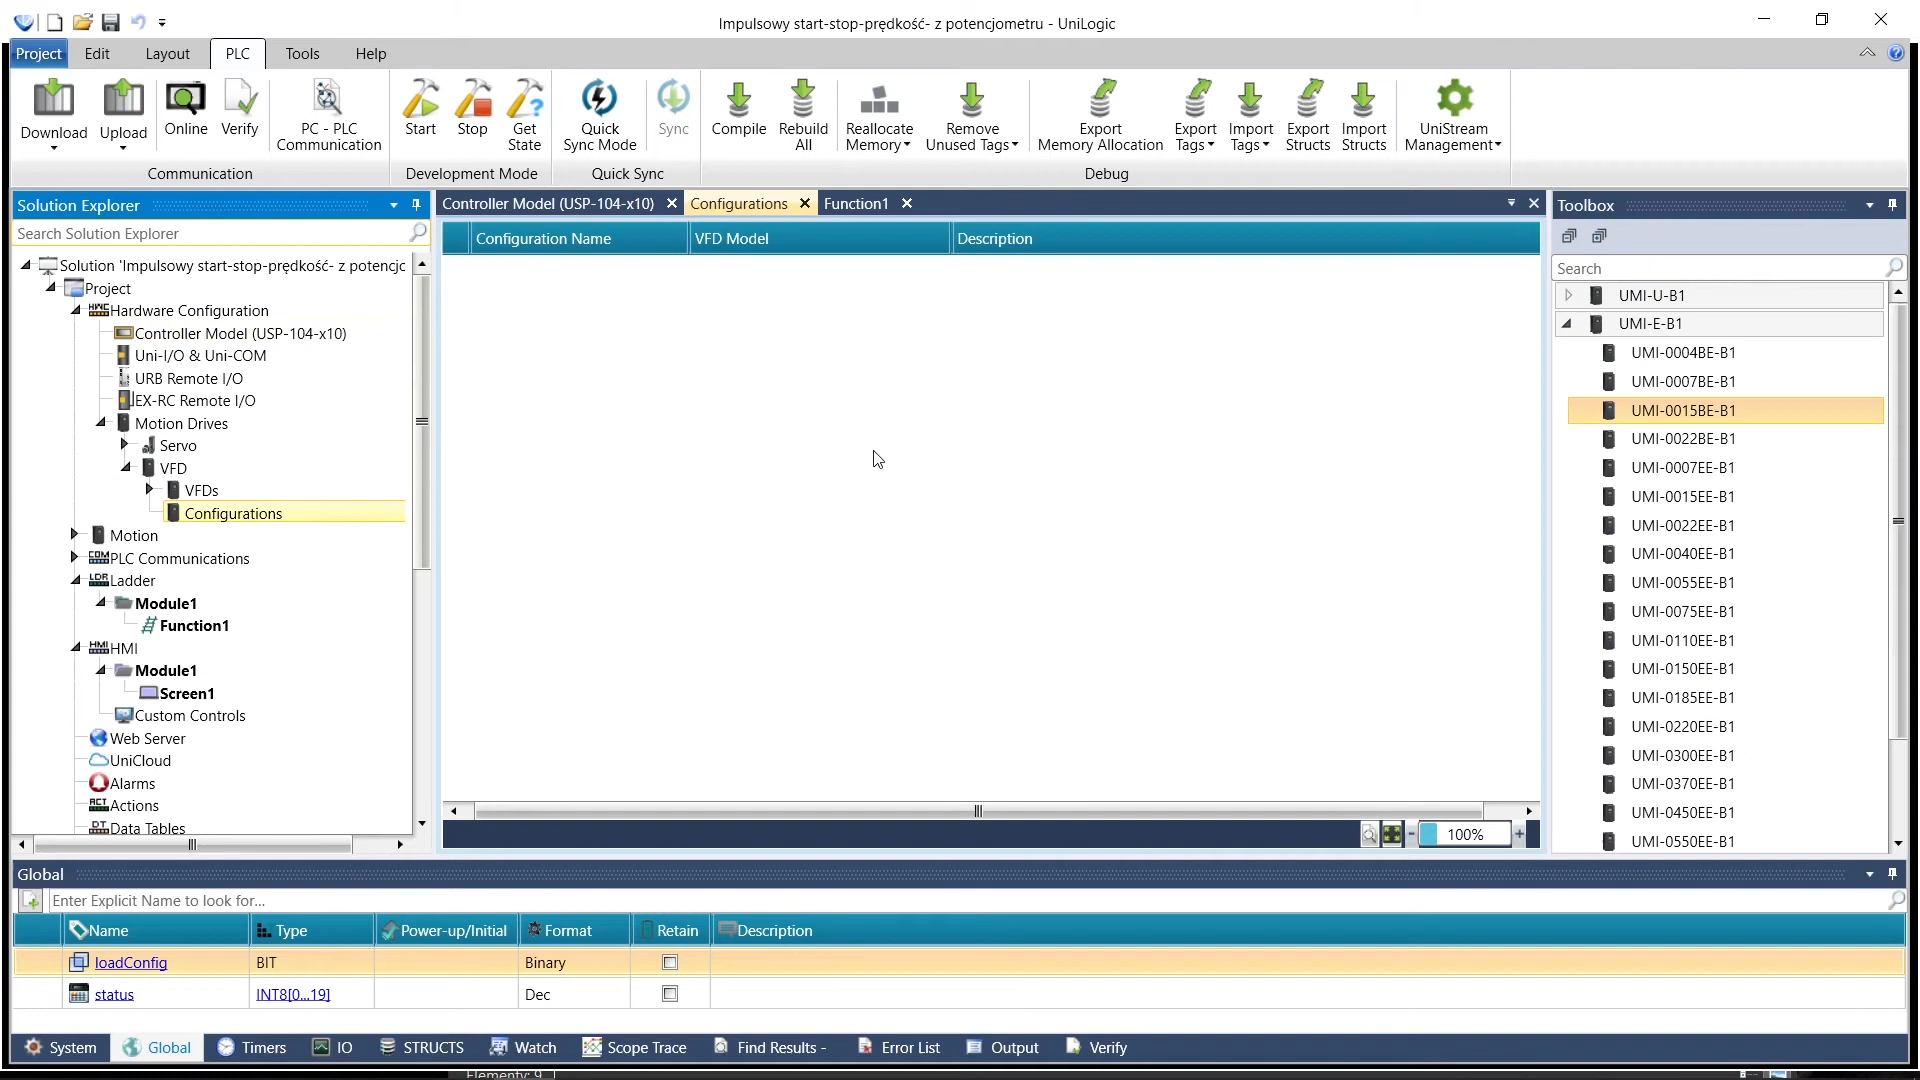 Impulsowy start-stop-prędkość- z potencjometru - UniLogic
Project Edit Layout PLC Tools Help
Download Upload Online Verify PC - PLC Communication Start Stop Get State Quick Sync Mode Sync Compile Rebuild All Reallocate Memory Remove Unused Tags Export Memory Allocation Export Tags Import Tags Export Structs Import Structs UniStream Management
Communication Development Mode Quick Sync Debug
Solution Explorer
Search Solution Explorer
Solution 'Impulsowy start-stop-prędkość- z potencjo
Project
HWC Hardware Configuration
Controller Model (USP-104-x10)
Uni-I/O & Uni-COM
URB Remote I/O
EX-RC Remote I/O
Motion Drives
Servo
VFD
VFDs
Configurations
Motion
COM PLC Communications
LDR Ladder
Module1
Function1
HMI HMI
Module1
Screen1
Custom Controls
Web Server
UniCloud
Alarms
ACT Actions
DT Data Tables
Controller Model (USP-104-x10) Configurations Function1
Configuration Name VFD Model Description
100%
Toolbox
Search
UMI-U-B1
UMI-E-B1
UMI-0004BE-B1
UMI-0007BE-B1
UMI-0015BE-B1
UMI-0022BE-B1
UMI-0007EE-B1
UMI-0015EE-B1
UMI-0022EE-B1
UMI-0040EE-B1
UMI-0055EE-B1
UMI-0075EE-B1
UMI-0110EE-B1
UMI-0150EE-B1
UMI-0185EE-B1
UMI-0220EE-B1
UMI-0300EE-B1
UMI-0370EE-B1
UMI-0450EE-B1
UMI-0550EE-B1
Global
Enter Explicit Name to look for...
Name Type Power-up/Initial Format Retain Description
loadConfig BIT Binary
status INT8[0...19] Dec
System Global Timers IO STRUCTS Watch Scope Trace Find Results - Error List Output Verify
Elementy: 9